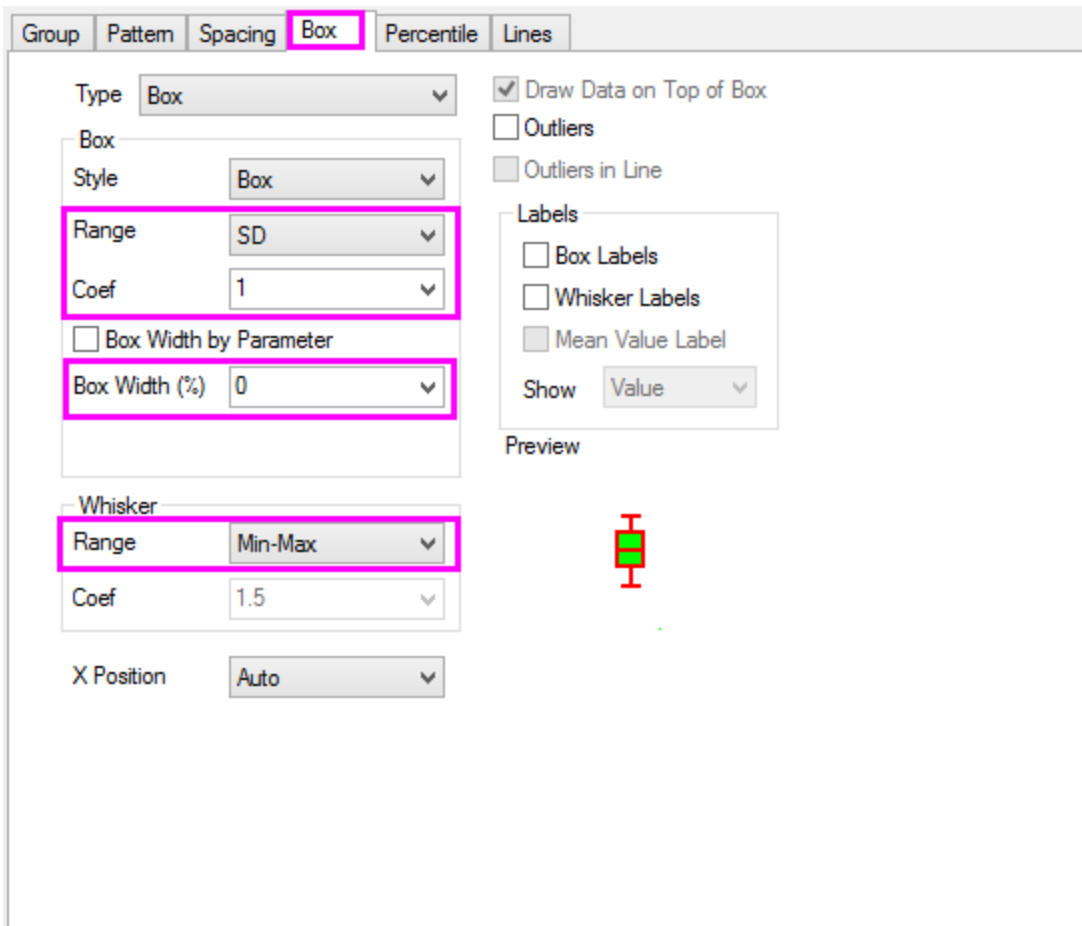 Group Pattern Spacing Box Percentile Lines
Type Box
Box
Style Box
Range SD
Coef 1
Box Width by Parameter
Box Width (%) 0
Whisker
Range Min-Max
Coef 1.5
X Position Auto
Draw Data on Top of Box
Outliers
Outliers in Line
Labels
Box Labels
Whisker Labels
Mean Value Label
Show Value
Preview